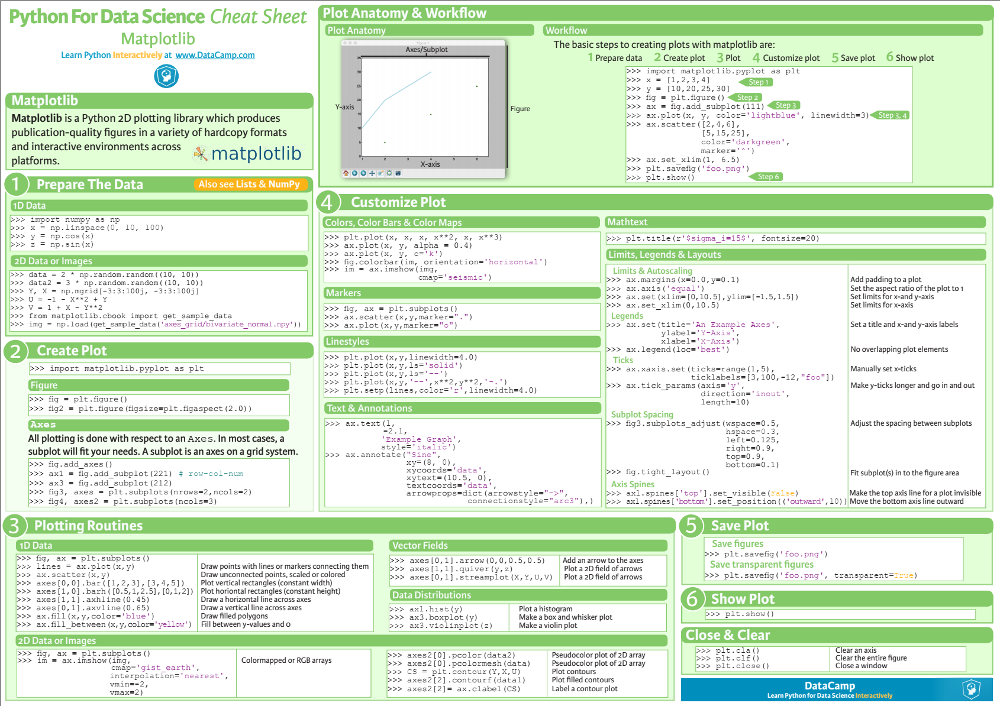 Python For Data Science Cheat Sheet
Matplotlib
Learn Python Interactively at www.DataCamp.com
Matplotlib
Matplotlib is a Python 2D plotting library which produces
publication-quality figures in a variety of hardcopy formats
and interactive environments across
platforms.
matplotlib
1 Prepare The Data
Also see Lists & NumPy
1D Data
>>> import numpy as np
>>> x = np.linspace(0, 10, 100)
>>> y = np.cos(x)
>>> z = np.sin(x)
2D Data or Images
>>> data = 2 * np.random.random((10, 10))
>>> data2 = 3 * np.random.random((10, 10))
>>> Y, X = np.mgrid[-3:3:100j, -3:3:100j]
>>> U = -1 - X**2 + Y
>>> V = 1 + X - Y**2
>>> from matplotlib.cbook import get_sample_data
>>> img = np.load(get_sample_data('axes_grid/bivariate_normal.npy'))
2 Create Plot
>>> import matplotlib.pyplot as plt
Figure
>>> fig = plt.figure()
>>> fig2 = plt.figure(figsize=plt.figaspect(2.0))
Axes
All plotting is done with respect to an Axes. In most cases, a
subplot will fit your needs. A subplot is an axes on a grid system.
>>> fig.add_axes()
>>> ax1 = fig.add_subplot(221) # row-col-num
>>> ax3 = fig.add_subplot(212)
>>> fig3, axes = plt.subplots(nrows=2,ncols=2)
>>> fig4, axes2 = plt.subplots(ncols=3)
Plot Anatomy & Workflow
Plot Anatomy
Figure 1
Axes/Subplot
35
30
25
20
15
10
5
0
Y-axis
1 2 3 4 5 6
X-axis
Figure
Workflow
The basic steps to creating plots with matplotlib are:
1 Prepare data 2 Create plot 3 Plot 4 Customize plot 5 Save plot 6 Show plot
>>> import matplotlib.pyplot as plt
>>> x = [1,2,3,4] Step 1
>>> y = [10,20,25,30]
>>> fig = plt.figure() Step 2
>>> ax = fig.add_subplot(111) Step 3
>>> ax.plot(x, y, color='lightblue', linewidth=3) Step 3, 4
>>> ax.scatter([2,4,6],
[5,15,25],
color='darkgreen',
marker='^')
>>> ax.set_xlim(1, 6.5)
>>> plt.savefig('foo.png')
>>> plt.show() Step 6
4 Customize Plot
Colors, Color Bars & Color Maps
>>> plt.plot(x, x, x, x**2, x, x**3)
>>> ax.plot(x, y, alpha = 0.4)
>>> ax.plot(x, y, c='k')
>>> fig.colorbar(im, orientation='horizontal')
>>> im = ax.imshow(img,
cmap='seismic')
Markers
>>> fig, ax = plt.subplots()
>>> ax.scatter(x,y,marker=".")
>>> ax.plot(x,y,marker="o")
Linestyles
>>> plt.plot(x,y,linewidth=4.0)
>>> plt.plot(x,y,ls='solid')
>>> plt.plot(x,y,ls='--')
>>> plt.plot(x,y,'--',x**2,y**2,'-.')
>>> plt.setp(lines,color='r',linewidth=4.0)
Text & Annotations
>>> ax.text(1,
-2.1,
'Example Graph',
style='italic')
>>> ax.annotate("Sine",
xy=(8, 0),
xycoords='data',
xytext=(10.5, 0),
textcoords='data',
arrowprops=dict(arrowstyle="->",
connectionstyle="arc3"),)
Mathtext
>>> plt.title(r'$sigma_i=15$', fontsize=20)
Limits, Legends & Layouts
Limits & Autoscaling
>>> ax.margins(x=0.0,y=0.1) Add padding to a plot
>>> ax.axis('equal') Set the aspect ratio of the plot to 1
>>> ax.set(xlim=[0,10.5],ylim=[-1.5,1.5]) Set limits for x-and y-axis
>>> ax.set_xlim(0,10.5) Set limits for x-axis
Legends
>>> ax.set(title='An Example Axes', Set a title and x-and y-axis labels
ylabel='Y-Axis',
xlabel='X-Axis')
>>> ax.legend(loc='best') No overlapping plot elements
Ticks
>>> ax.xaxis.set(ticks=range(1,5), Manually set x-ticks
ticklabels=[3,100,-12,"foo"])
>>> ax.tick_params(axis='y', Make y-ticks longer and go in and out
direction='inout',
length=10)
Subplot Spacing
>>> fig3.subplots_adjust(wspace=0.5, Adjust the spacing between subplots
hspace=0.3,
left=0.125,
right=0.9,
top=0.9,
bottom=0.1)
>>> fig.tight_layout() Fit subplot(s) in to the figure area
Axis Spines
>>> ax1.spines['top'].set_visible(False) Make the top axis line for a plot invisible
>>> ax1.spines['bottom'].set_position(('outward',10)) Move the bottom axis line outward
3 Plotting Routines
1D Data
>>> fig, ax = plt.subplots()
>>> lines = ax.plot(x,y) Draw points with lines or markers connecting them
>>> ax.scatter(x,y) Draw unconnected points, scaled or colored
>>> axes[0,0].bar([1,2,3],[3,4,5]) Plot vertical rectangles (constant width)
>>> axes[1,0].barh([0.5,1,2.5],[0,1,2]) Plot horiontal rectangles (constant height)
>>> axes[1,1].axhline(0.45) Draw a horizontal line across axes
>>> axes[0,1].axvline(0.65) Draw a vertical line across axes
>>> ax.fill(x,y,color='blue') Draw filled polygons
>>> ax.fill_between(x,y,color='yellow') Fill between y-values and 0
2D Data or Images
>>> fig, ax = plt.subplots()
>>> im = ax.imshow(img, Colormapped or RGB arrays
cmap='gist_earth',
interpolation='nearest',
vmin=-2,
vmax=2)
Vector Fields
>>> axes[0,1].arrow(0,0,0.5,0.5) Add an arrow to the axes
>>> axes[1,1].quiver(y,z) Plot a 2D field of arrows
>>> axes[0,1].streamplot(X,Y,U,V) Plot a 2D field of arrows
Data Distributions
>>> ax1.hist(y) Plot a histogram
>>> ax3.boxplot(y) Make a box and whisker plot
>>> ax3.violinplot(z) Make a violin plot
>>> axes2[0].pcolor(data2) Pseudocolor plot of 2D array
>>> axes2[0].pcolormesh(data) Pseudocolor plot of 2D array
>>> CS = plt.contour(Y,X,U) Plot contours
>>> axes2[2].contourf(data1) Plot filled contours
>>> axes2[2]= ax.clabel(CS) Label a contour plot
5 Save Plot
Save figures
>>> plt.savefig('foo.png')
Save transparent figures
>>> plt.savefig('foo.png', transparent=True)
6 Show Plot
>>> plt.show()
Close & Clear
>>> plt.cla() Clear an axis
>>> plt.clf() Clear the entire figure
>>> plt.close() Close a window
DataCamp
Learn Python for Data Science Interactively